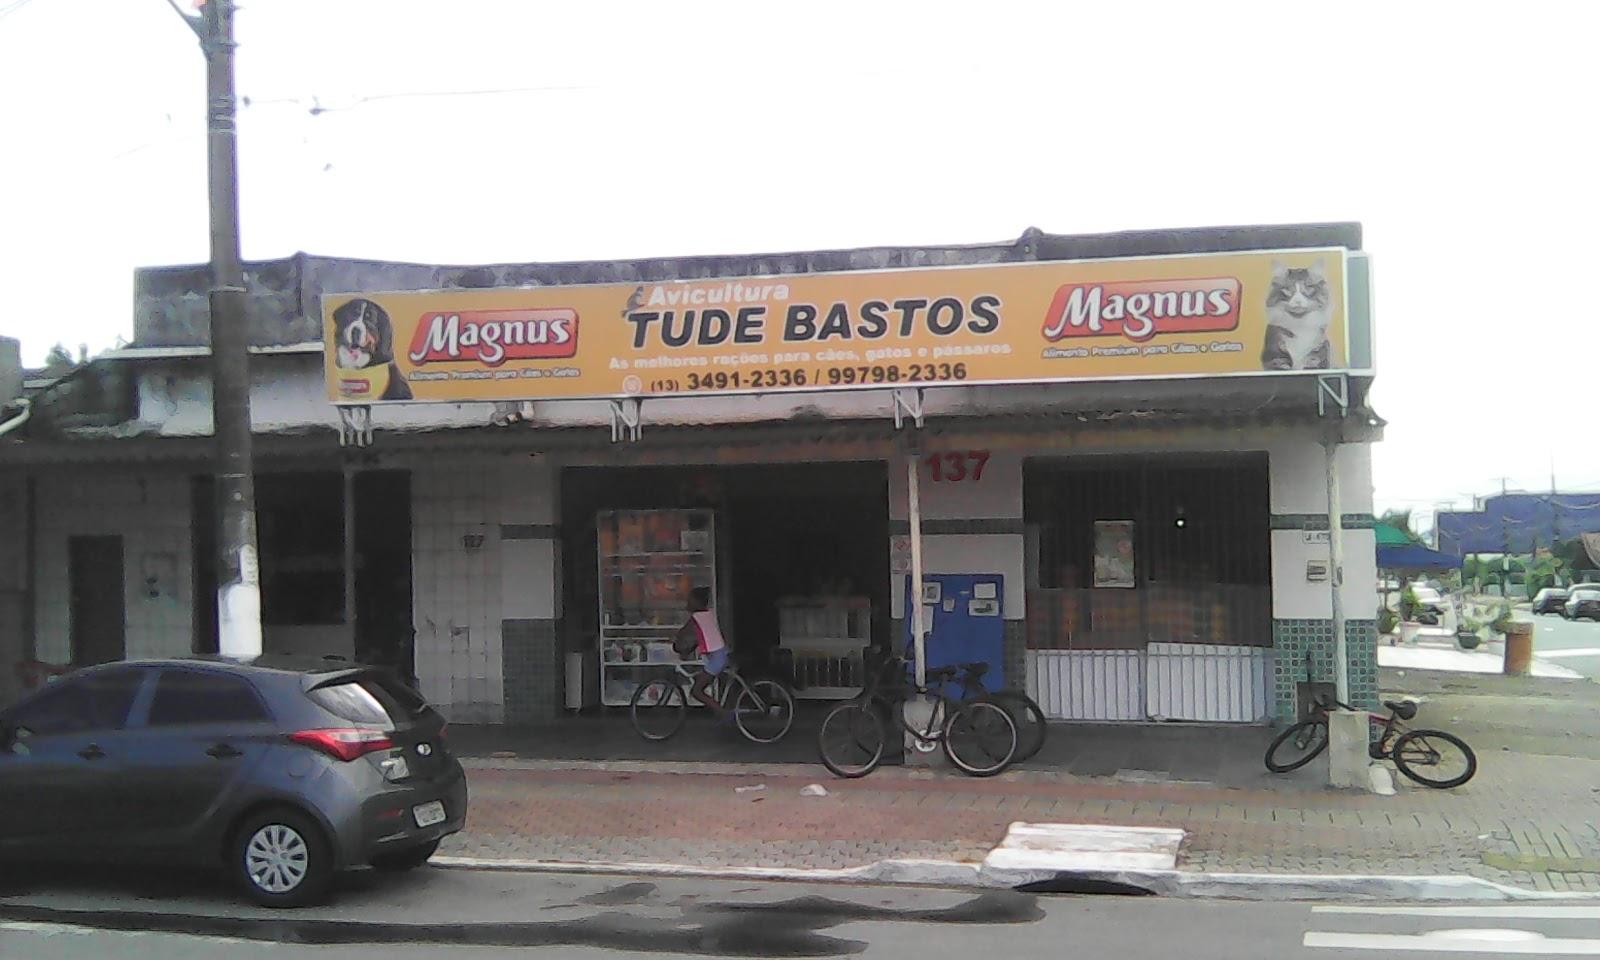 Avicultura
TUDE BASTOS
As melhores rações para cães, gatos e pássaros
(13) 3491-2336 / 99798-2336
Magnus
Alimento Premium para Cães e Gatos
Magnus
Alimento Premium para Cães e Gatos
137